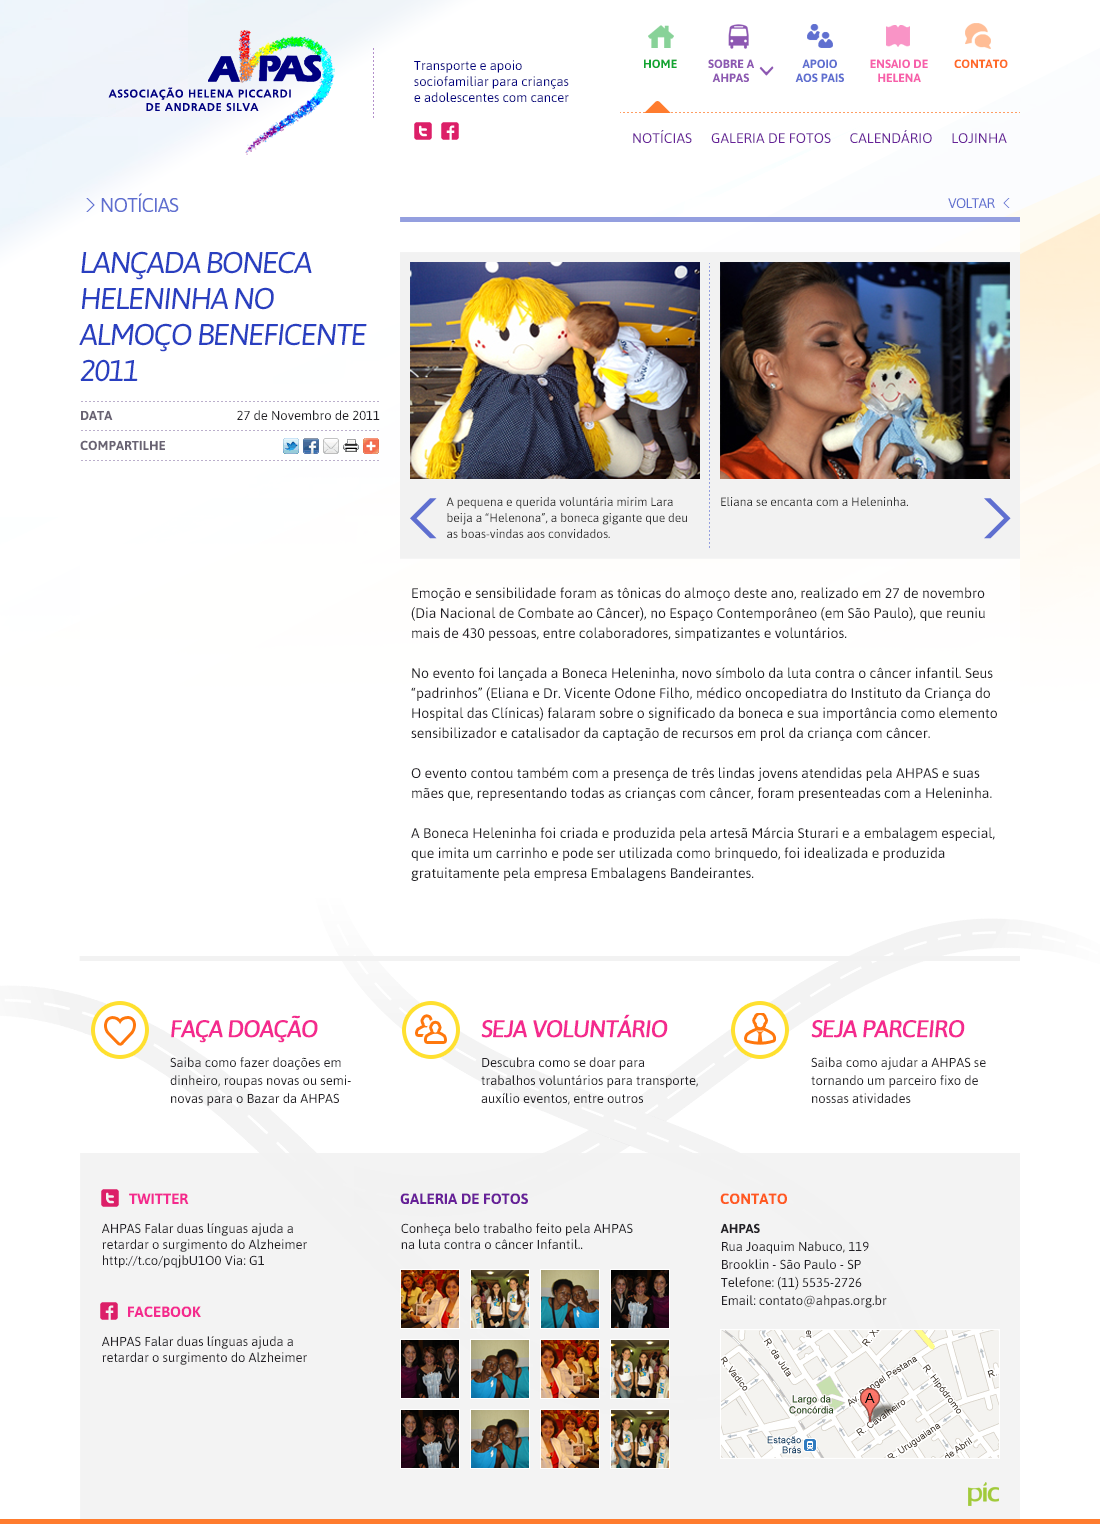 AHPAS
ASSOCIAÇÃO HELENA PICCARDI
DE ANDRADE SILVA
Transporte e apoio
sociofamiliar para crianças
e adolescentes com cancer
HOME
SOBRE A
AHPAS
APOIO
AOS PAIS
ENSAIO DE
HELENA
CONTATO
NOTÍCIAS GALERIA DE FOTOS CALENDÁRIO LOJINHA
NOTÍCIAS
VOLTAR
LANÇADA BONECA
HELENINHA NO
ALMOÇO BENEFICENTE
2011
DATA 27 de Novembro de 2011
COMPARTILHE
A pequena e querida voluntária mirim Lara
beija a “Helenona”, a boneca gigante que deu
as boas-vindas aos convidados.
Eliana se encanta com a Heleninha.
Emoção e sensibilidade foram as tônicas do almoço deste ano, realizado em 27 de novembro
(Dia Nacional de Combate ao Câncer), no Espaço Contemporâneo (em São Paulo), que reuniu
mais de 430 pessoas, entre colaboradores, simpatizantes e voluntários.
No evento foi lançada a Boneca Heleninha, novo símbolo da luta contra o câncer infantil. Seus
“padrinhos” (Eliana e Dr. Vicente Odone Filho, médico oncopediatra do Instituto da Criança do
Hospital das Clínicas) falaram sobre o significado da boneca e sua importância como elemento
sensibilizador e catalisador da captação de recursos em prol da criança com câncer.
O evento contou também com a presença de três lindas jovens atendidas pela AHPAS e suas
mães que, representando todas as crianças com câncer, foram presenteadas com a Heleninha.
A Boneca Heleninha foi criada e produzida pela artesã Márcia Sturari e a embalagem especial,
que imita um carrinho e pode ser utilizada como brinquedo, foi idealizada e produzida
gratuitamente pela empresa Embalagens Bandeirantes.
FAÇA DOAÇÃO
Saiba como fazer doações em
dinheiro, roupas novas ou semi-
novas para o Bazar da AHPAS
SEJA VOLUNTÁRIO
Descubra como se doar para
trabalhos voluntários para transporte,
auxílio eventos, entre outros
SEJA PARCEIRO
Saiba como ajudar a AHPAS se
tornando um parceiro fixo de
nossas atividades
TWITTER
AHPAS Falar duas línguas ajuda a
retardar o surgimento do Alzheimer
http://t.co/pqjbU1O0 Via: G1
FACEBOOK
AHPAS Falar duas línguas ajuda a
retardar o surgimento do Alzheimer
GALERIA DE FOTOS
Conheça belo trabalho feito pela AHPAS
na luta contra o câncer Infantil..
CONTATO
AHPAS
Rua Joaquim Nabuco, 119
Brooklin - São Paulo - SP
Telefone: (11) 5535-2726
Email: contato@ahpas.org.br
R. da Juta
R. Vadico
Av. Rangel Pestana
R. Hipódromo
Largo da
Concórdia
A
R. Cavalheiro
R. Uruguaiana
de Abril
Estação
Brás
pic